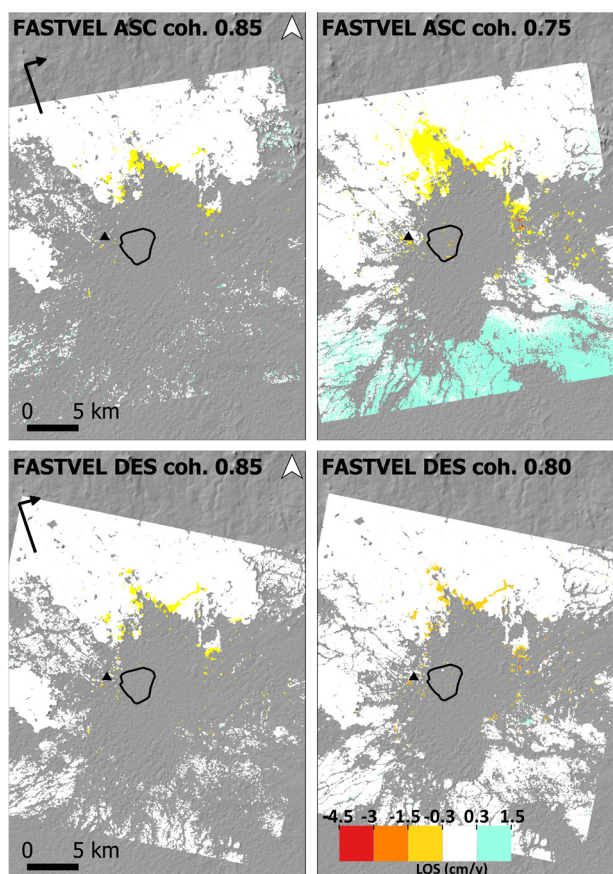 FASTVEL ASC coh. 0.85
FASTVEL ASC coh. 0.75
0 5 km
FASTVEL DES coh. 0.85
FASTVEL DES coh. 0.80
0 5 km
-4.5 -3 -1.5 -0.3 0.3 1.5
LOS (cm/y)